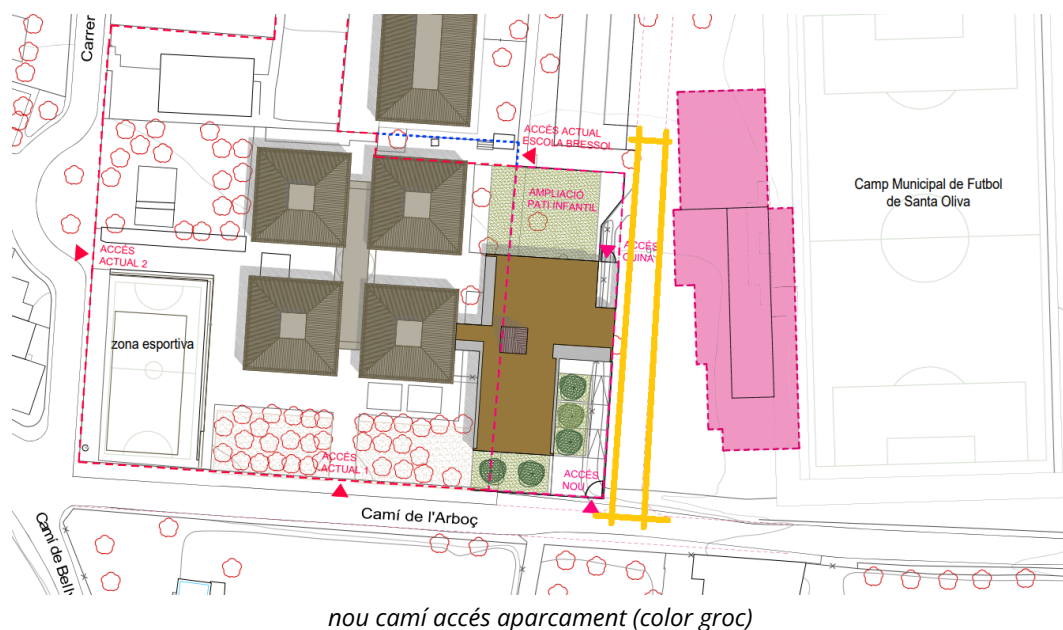 Carrer
ACCÉS ACTUAL
ESCOLA BRESSOL
AMPLIACIÓ
PATI INFANTIL
Camp Municipal de Futbol
de Santa Oliva
ACCÉS
ACTUAL 2
ACCÉS
CUINA
zona esportiva
ACCÉS
ACTUAL 1
ACCÉS
NOU
Camí de l'Arboç
Camí de Bell
nou camí accés aparcament (color groc)